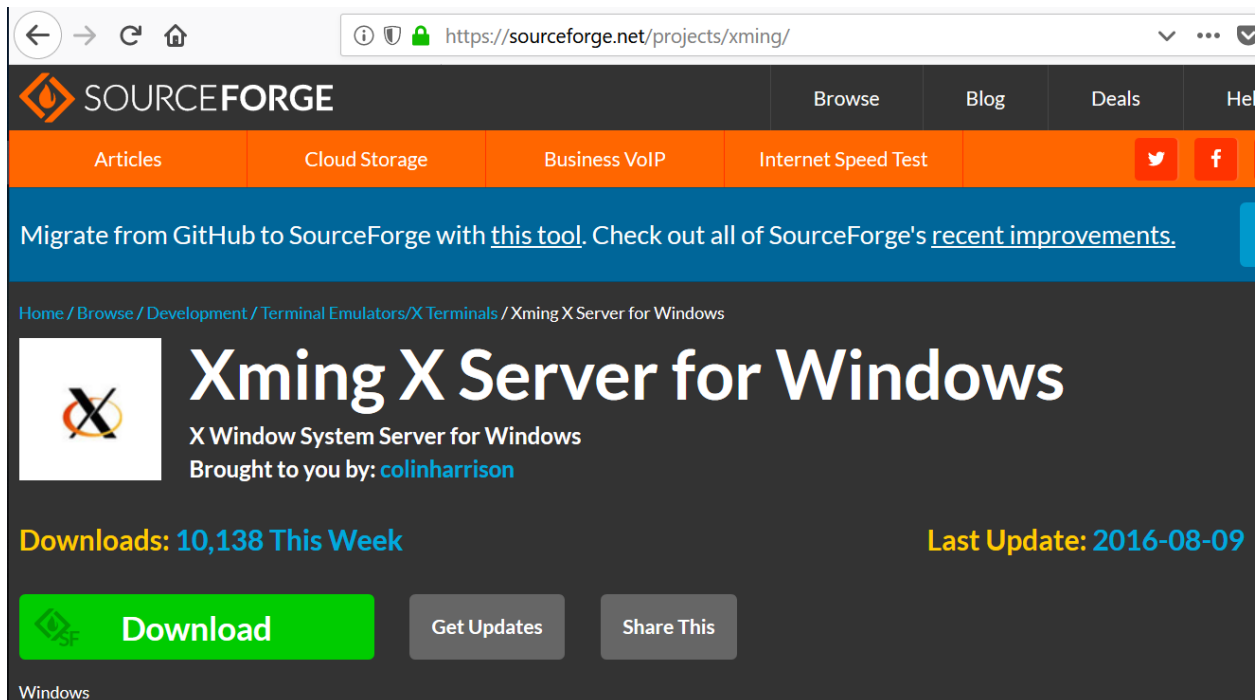 https://sourceforge.net/projects/xming/
SOURCEFORGE
Browse Blog Deals
Articles Cloud Storage Business VoIP Internet Speed Test
Migrate from GitHub to SourceForge with this tool. Check out all of SourceForge's recent improvements.
Home / Browse / Development / Terminal Emulators/X Terminals / Xming X Server for Windows
Xming X Server for Windows
X Window System Server for Windows
Brought to you by: colinharrison
Downloads: 10,138 This Week Last Update: 2016-08-09
SF Download Get Updates Share This
Windows